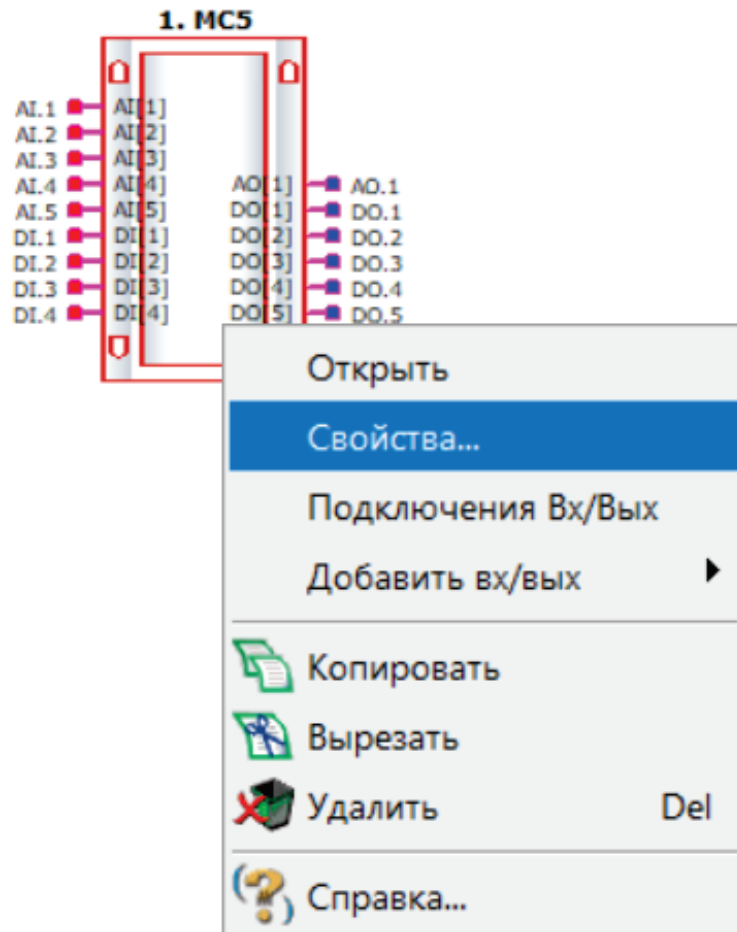 1. MC5
AI.1 AI[1]
AI.2 AI[2]
AI.3 AI[3]
AI.4 AI[4] AO[1] AO.1
AI.5 AI[5] DO[1] DO.1
DI.1 DI[1] DO[2] DO.2
DI.2 DI[2] DO[3] DO.3
DI.3 DI[3] DO[4] DO.4
DI.4 DI[4] DO[5] DO.5
Открыть
Свойства...
Подключения Вх/Вых
Добавить вх/вых
Копировать
Вырезать
Удалить Del
Справка...